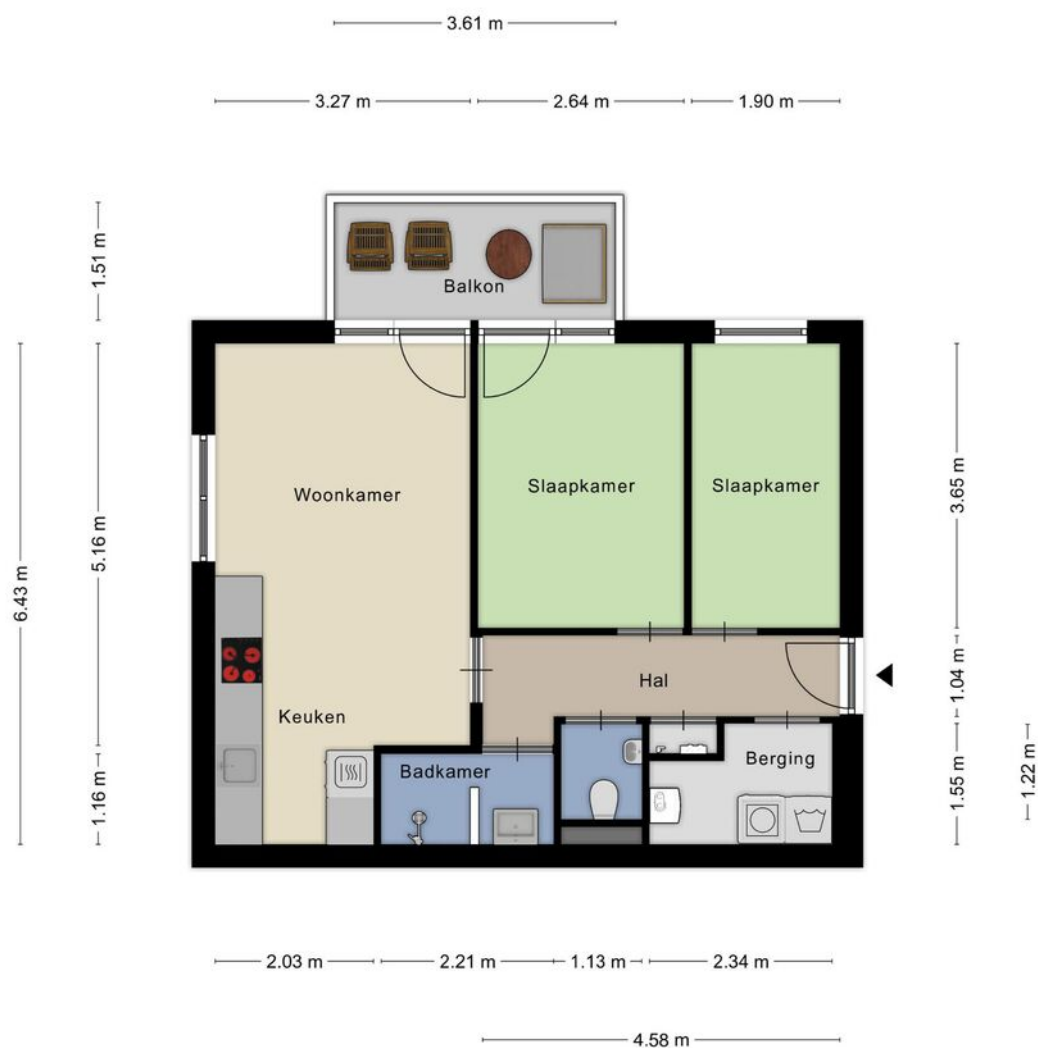 3.61 m
3.27 m
2.64 m
1.90 m
1.51 m
Balkon
6.43 m
5.16 m
Woonkamer
Slaapkamer
Slaapkamer
3.65 m
Hal
1.04 m
Keuken
Badkamer
Berging
1.16 m
1.55 m
1.22 m
2.03 m
2.21 m
1.13 m
2.34 m
4.58 m